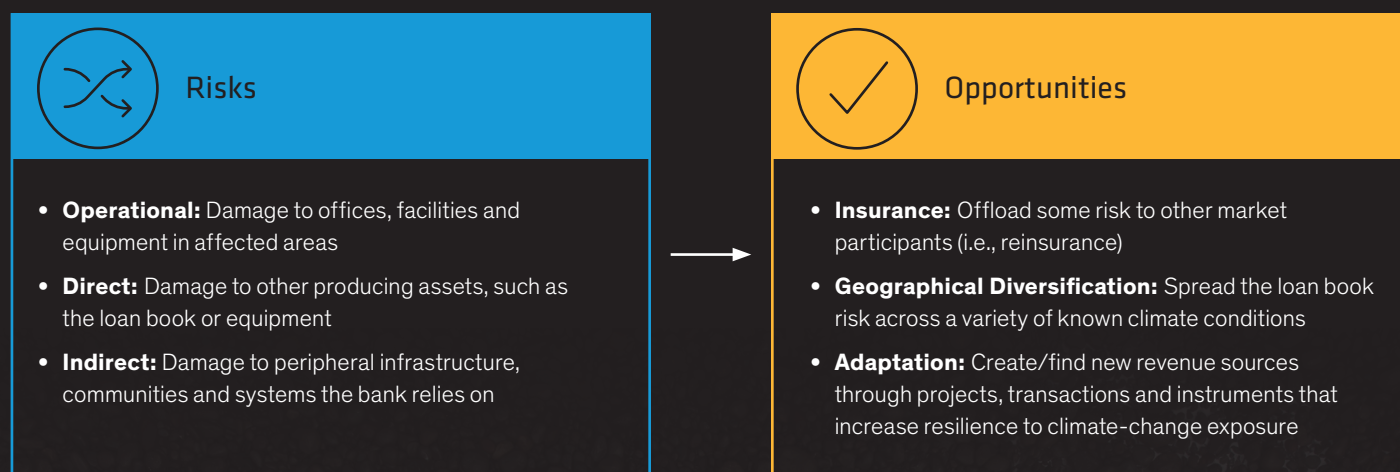 Risks
• Operational: Damage to offices, facilities and
equipment in affected areas
• Direct: Damage to other producing assets, such as
the loan book or equipment
• Indirect: Damage to peripheral infrastructure,
communities and systems the bank relies on
Opportunities
• Insurance: Offload some risk to other market
participants (i.e., reinsurance)
• Geographical Diversification: Spread the loan book
risk across a variety of known climate conditions
• Adaptation: Create/find new revenue sources
through projects, transactions and instruments that
increase resilience to climate-change exposure